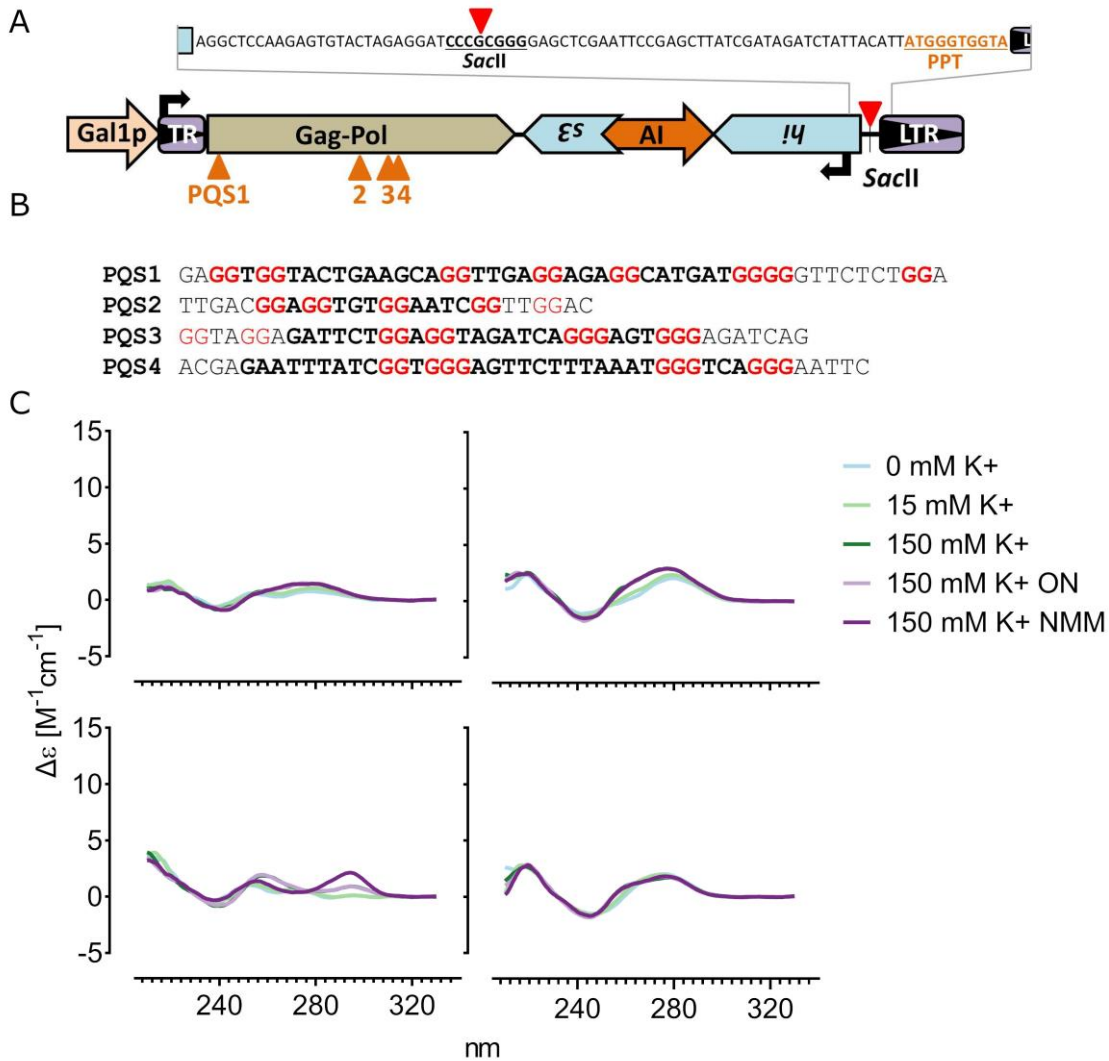 A
AGGCTCCAAGAGTGTACTAGAGGATCCCGCGGGGAGCTCGAATTCCGAGCTTATCGATAGATCTATTACATTATGGGTGGTA L
SacII PPT
Gal1p TR Gag-Pol s3 AI hi LTR
SacII
PQS1 2 3 4
B
PQS1 GAGGTGGTACTGAAGCAGGTTGAGGAGAGGCATGATGGGGGTTCTCTGGA
PQS2 TTGACGGAGGTGTGGAATCGGTTGGAC
PQS3 GGTAGGAGATTCTGGAGGTAGATCAGGGAGTGGGAGATCAG
PQS4 ACGAGAATTTATCGGTGGGAGTTCTTTAAATGGGTCAGGGAATTC
C
15
10
5
0
-5
0 mM K+
15 mM K+
150 mM K+
150 mM K+ ON
150 mM K+ NMM
Δε [M⁻¹cm⁻¹]
15
10
5
0
-5
240 280 320 240 280 320
nm